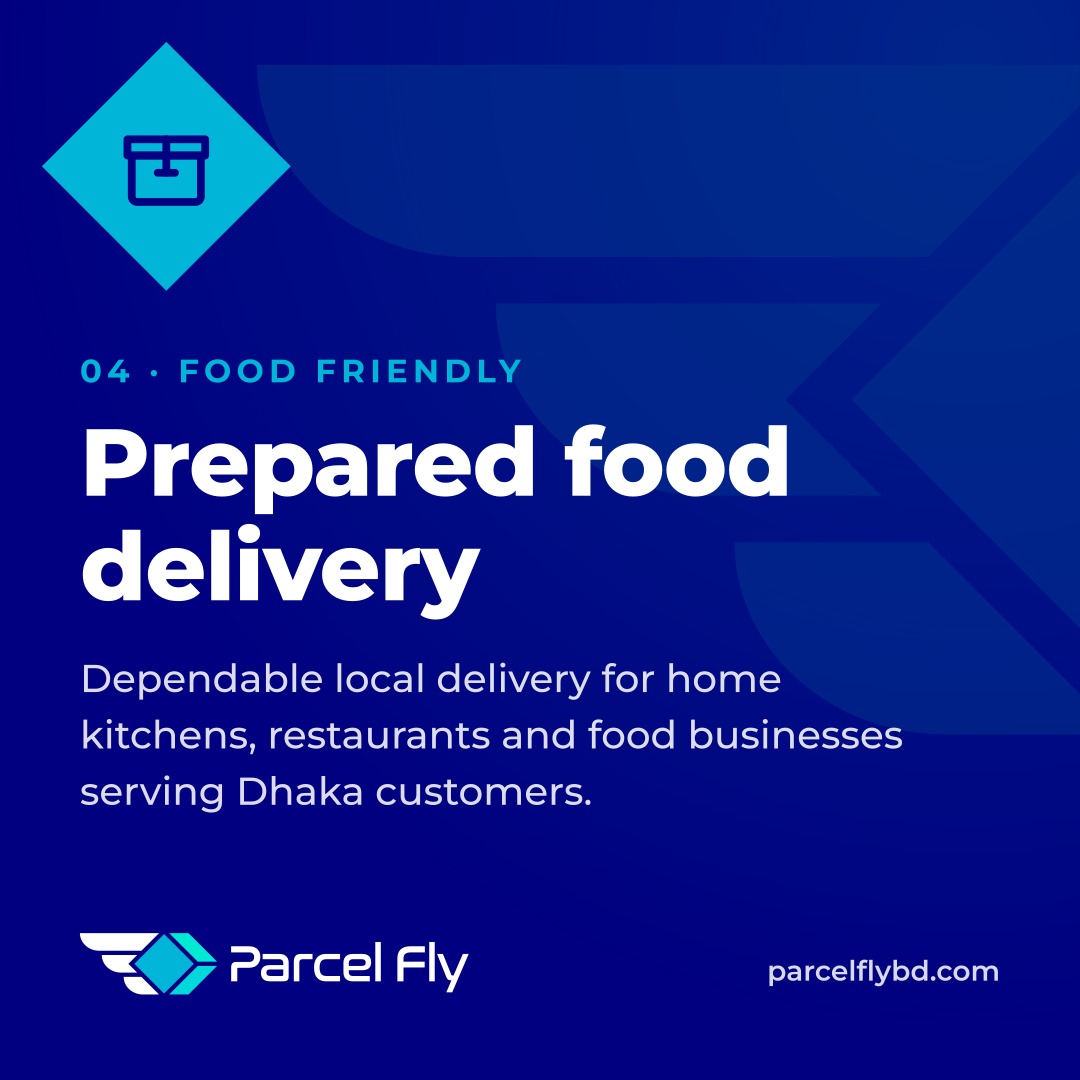 04 · FOOD FRIENDLY
Prepared food
delivery
Dependable local delivery for home
kitchens, restaurants and food businesses
serving Dhaka customers.
Parcel Fly
parcelflybd.com